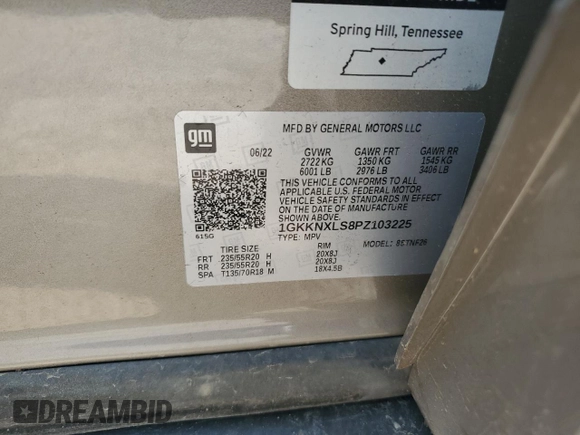 Spring Hill, Tennessee
gm
MFD BY GENERAL MOTORS LLC
06/22 GVWR GAWR FRT GAWR RR
2722 KG 1350 KG 1545 KG
6001 LB 2976 LB 3406 LB
THIS VEHICLE CONFORMS TO ALL
APPLICABLE U.S. FEDERAL MOTOR
VEHICLE SAFETY STANDARDS IN EFFECT
ON THE DATE OF MANUFACTURE
SHOWN ABOVE.
1GKKNXLS8PZ103225
615G
TYPE: MPV
MODEL:
TIRE SIZE RIM
FRT 235/55R20 H 20X8J
RR 235/55R20 H 20X8J
SPA T135/70R18 M 18X4.5B
DREAMBID